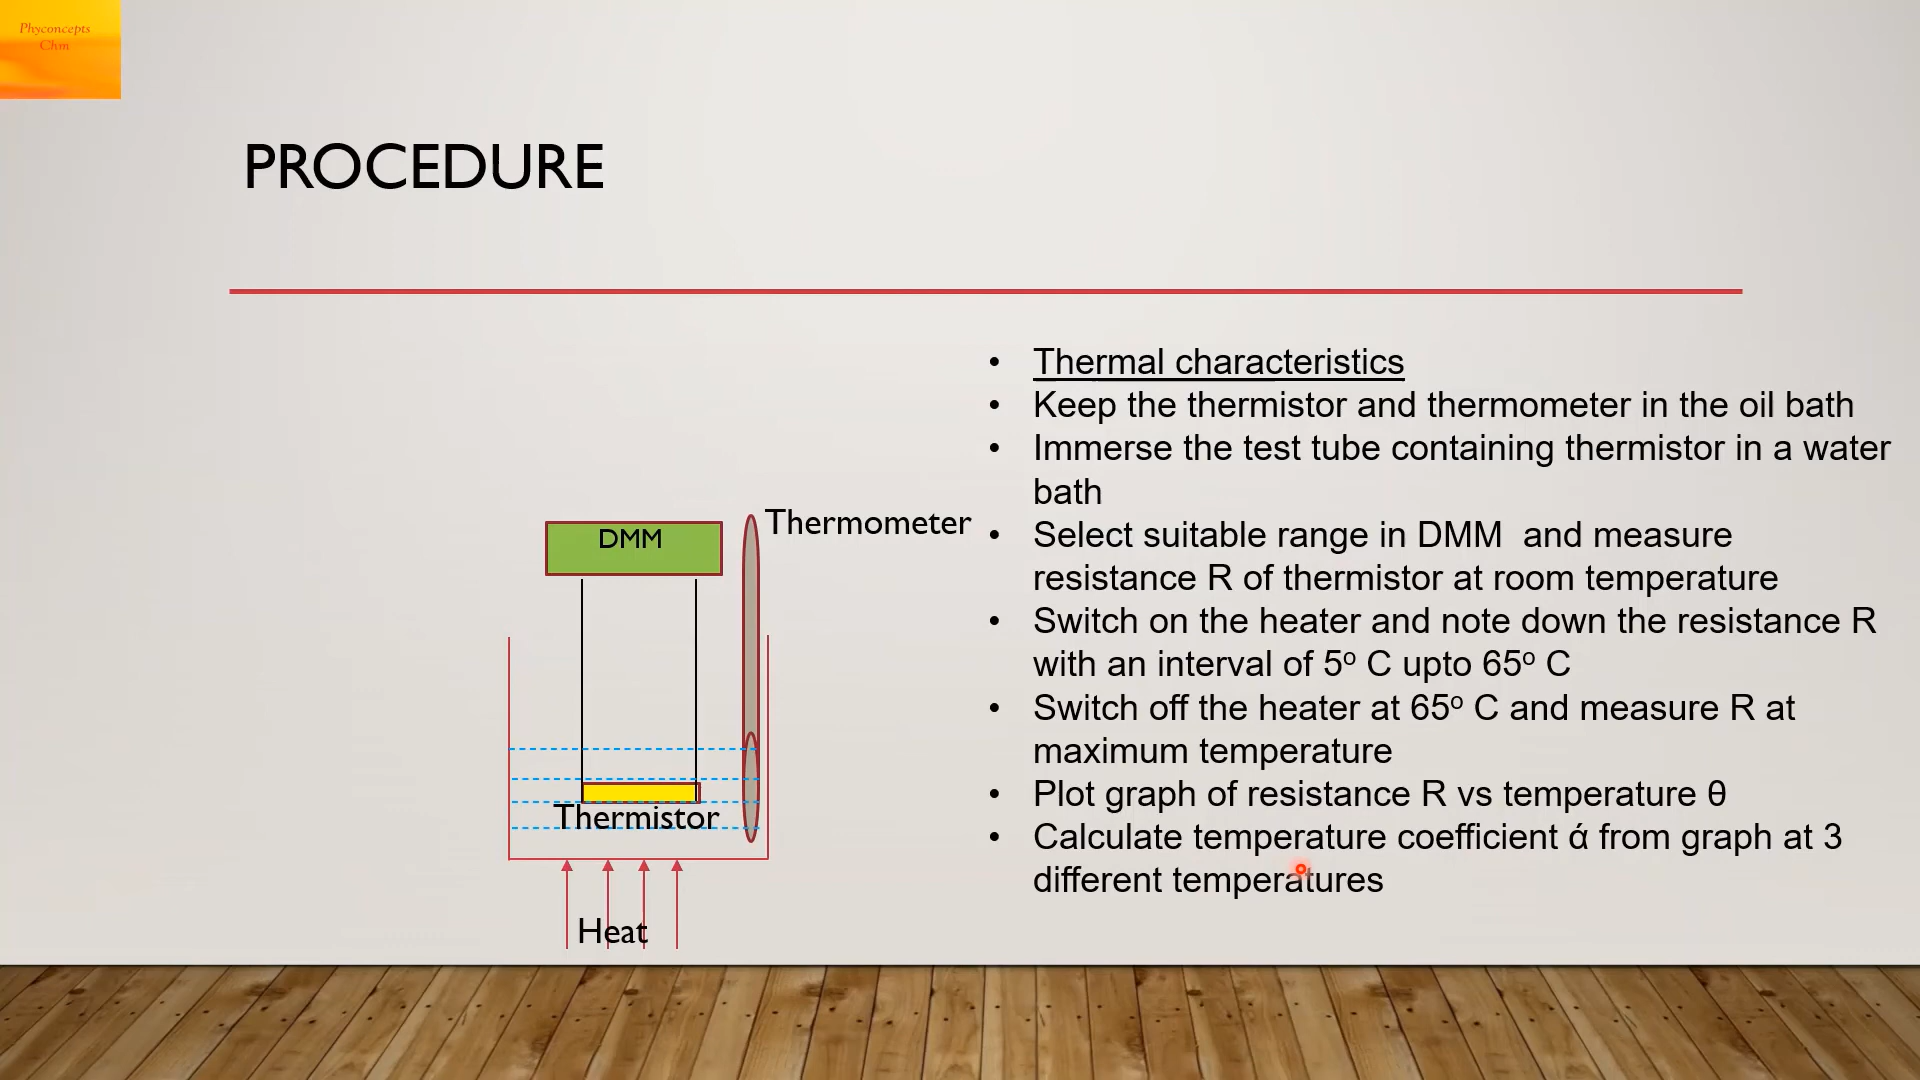 Phyconcepts
Chm
PROCEDURE
• Thermal characteristics
• Keep the thermistor and thermometer in the oil bath
• Immerse the test tube containing thermistor in a water
bath
• Select suitable range in DMM  and measure
resistance R of thermistor at room temperature
• Switch on the heater and note down the resistance R
with an interval of 5º C upto 65º C
• Switch off the heater at 65º C and measure R at
maximum temperature
• Plot graph of resistance R vs temperature θ
• Calculate temperature coefficient ά from graph at 3
different temperatures
DMM
Thermometer
Thermistor
Heat